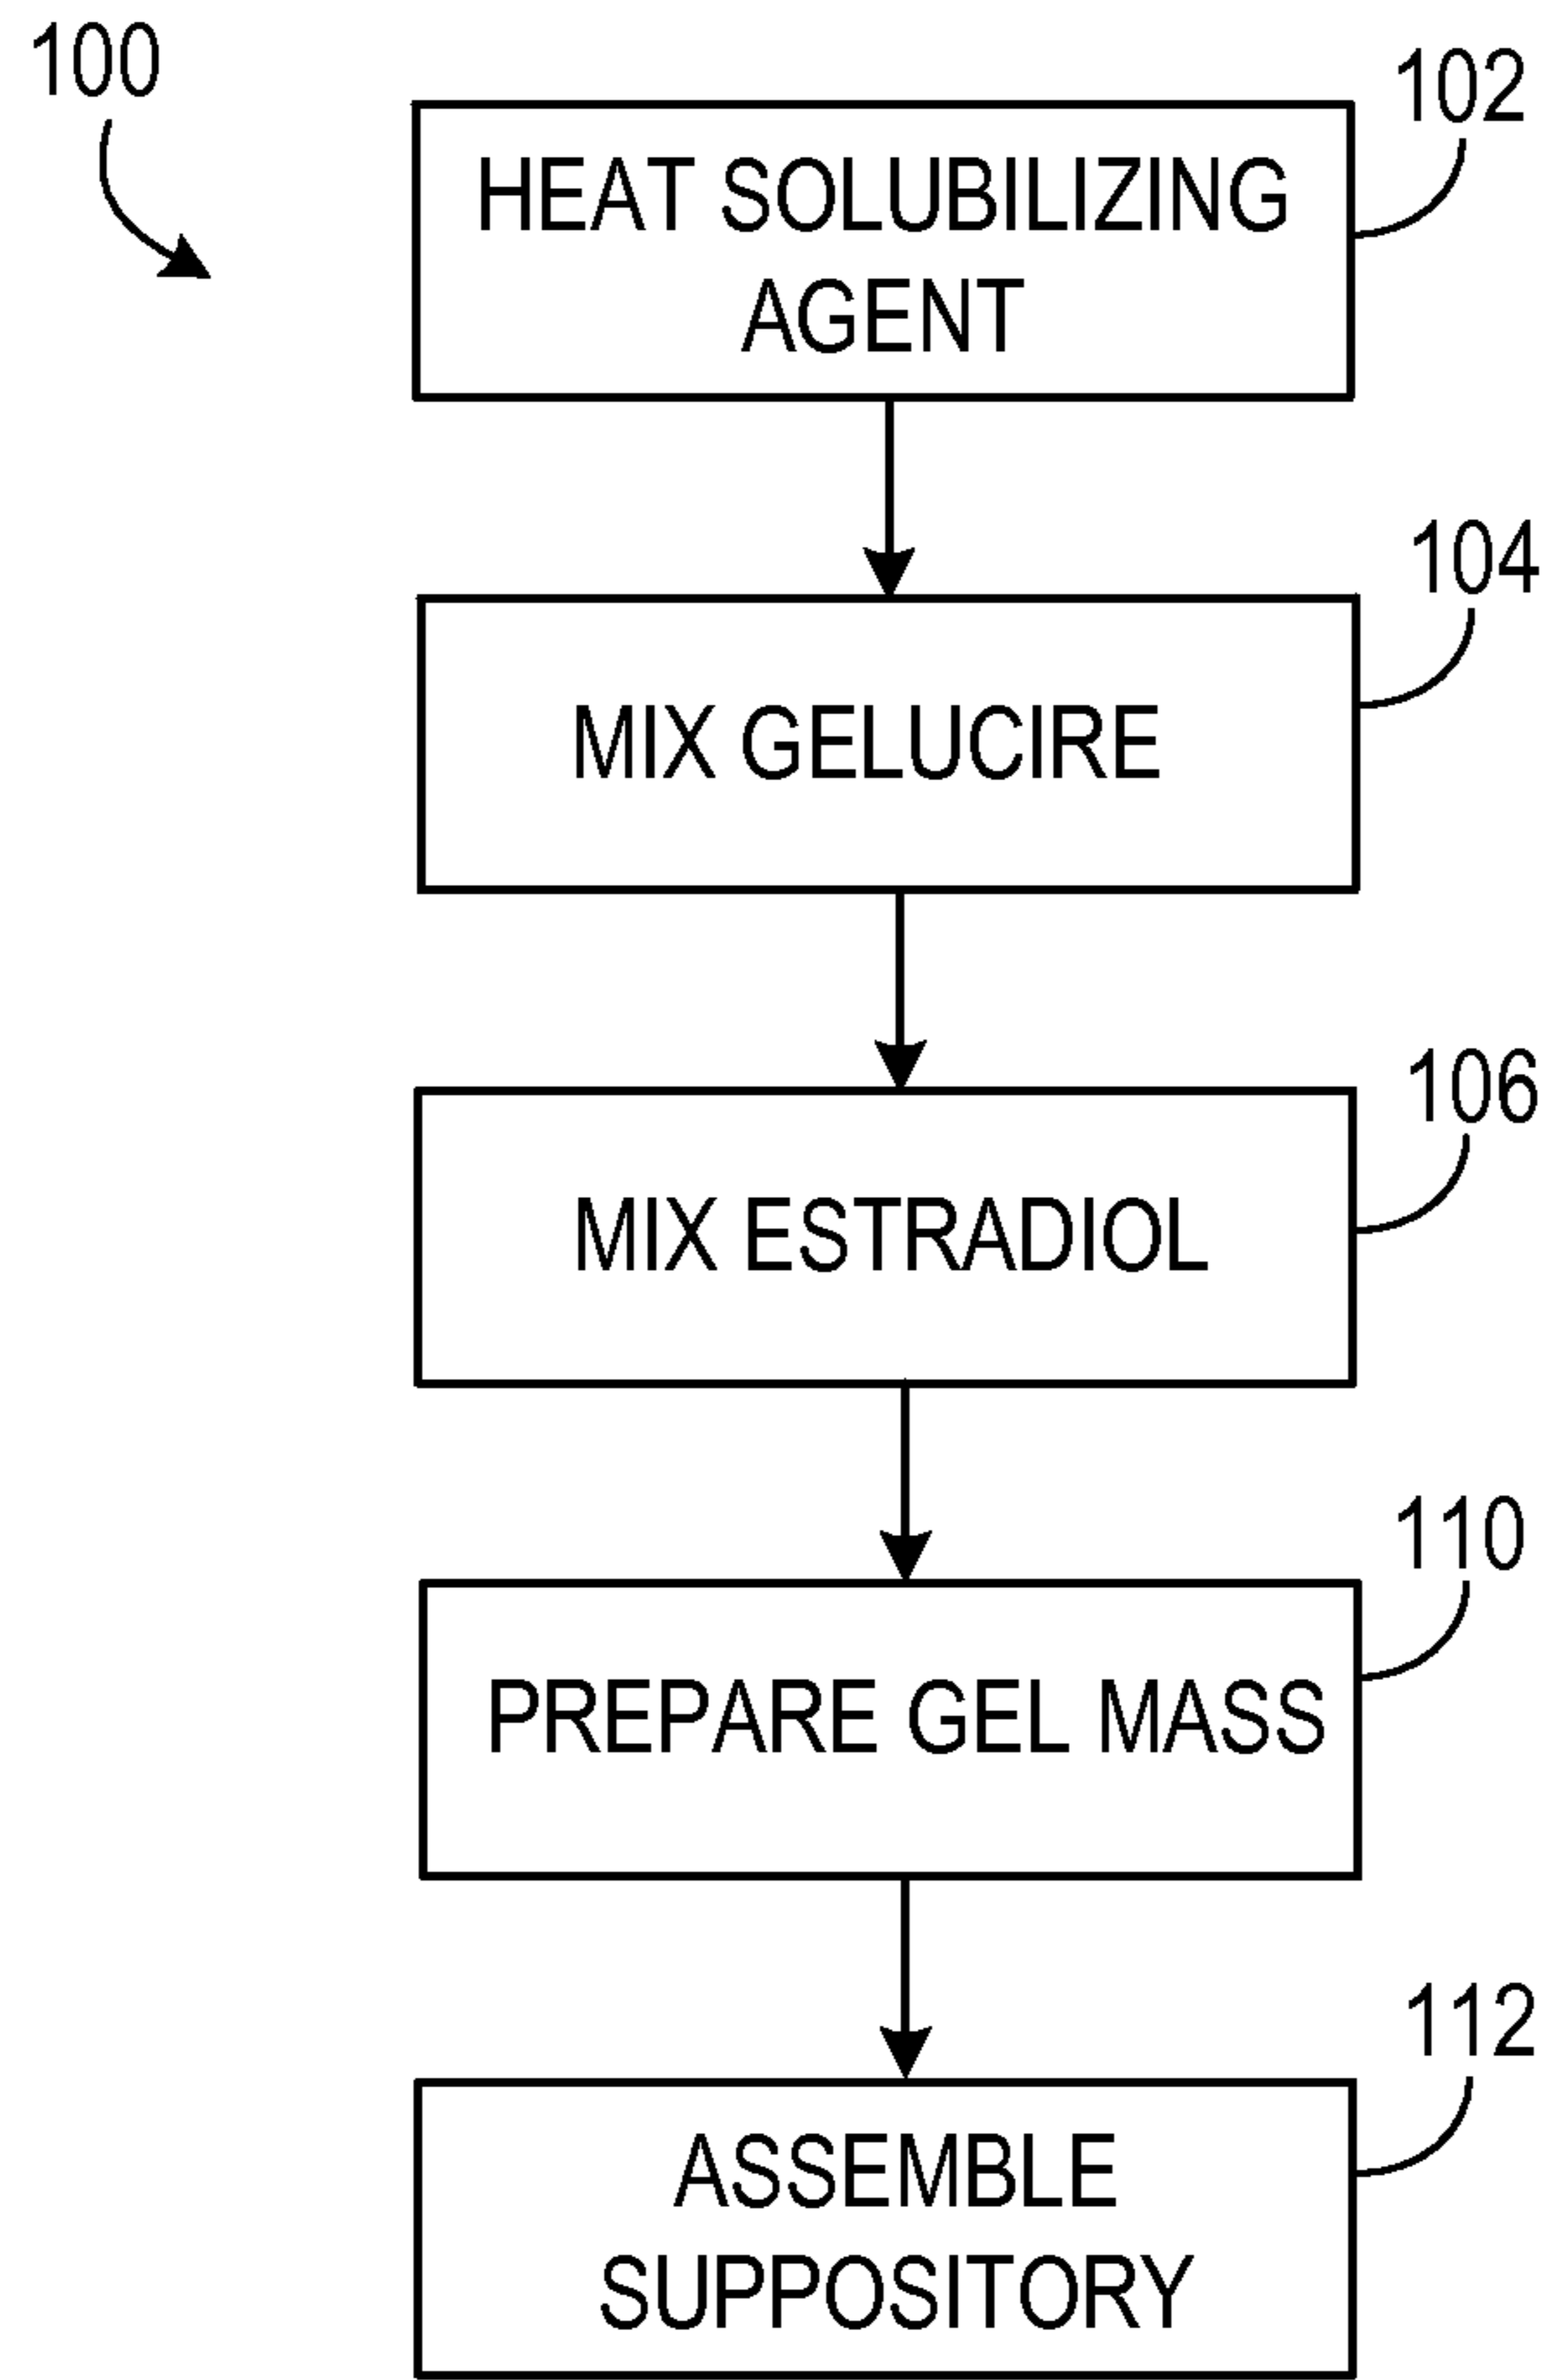 100
102
HEAT SOLUBILIZING
AGENT
104
MIX GELUCIRE
106
MIX ESTRADIOL
110
PREPARE GEL MASS
112
ASSEMBLE
SUPPOSITORY